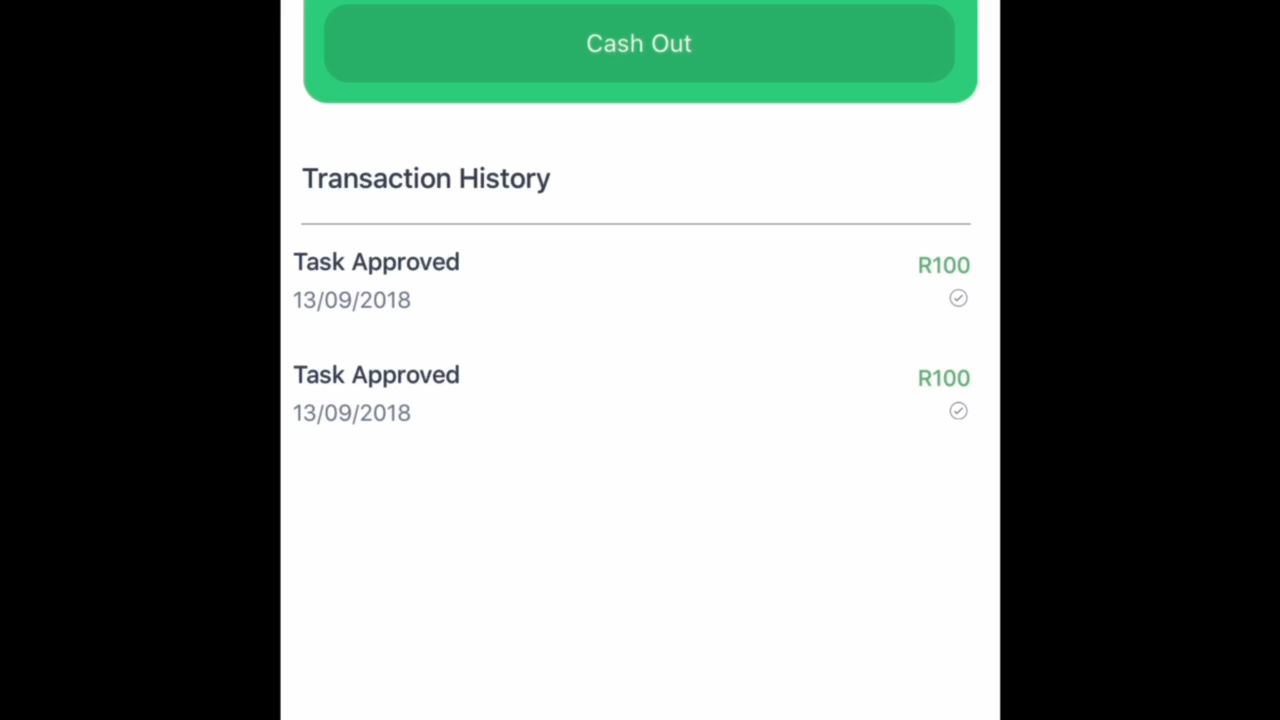 Cash Out
Transaction History
Task Approved
R100
13/09/2018
Task Approved
R100
13/09/2018